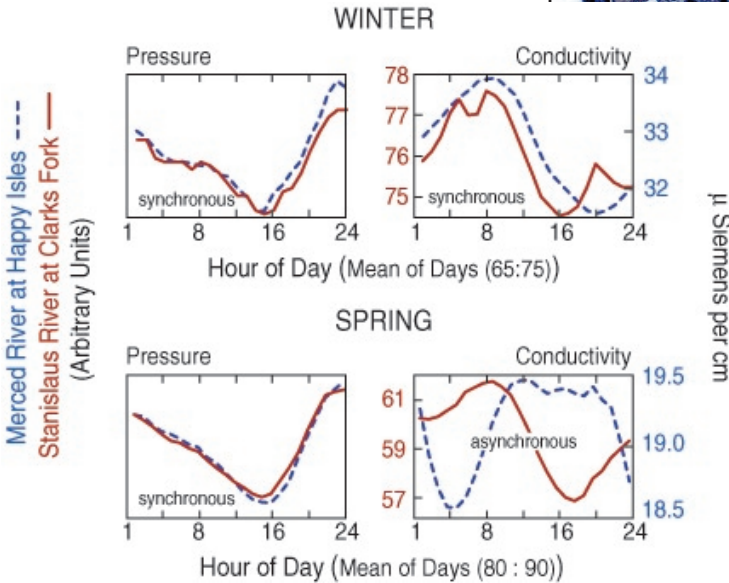 WINTER
Pressure
Conductivity
78
77
76
75
34
33
32
synchronous
synchronous
1
8
16
24
1
8
16
24
Hour of Day (Mean of Days (65:75))
Merced River at Happy Isles
Stanislaus River at Clarks Fork
(Arbitrary Units)
μ Siemens per cm
SPRING
Pressure
Conductivity
61
59
57
19.5
19.0
18.5
synchronous
asynchronous
1
8
16
24
1
8
16
24
Hour of Day (Mean of Days (80 : 90))